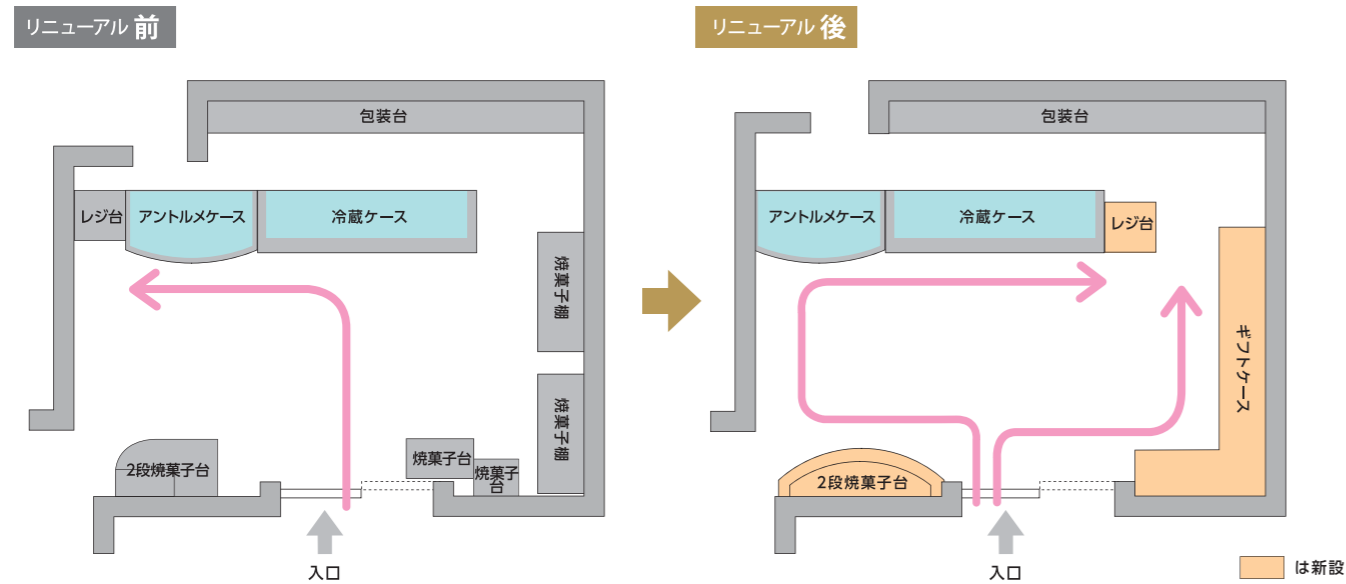 リニューアル 前
包装台
レジ台
アントルメケース
冷蔵ケース
焼菓子棚
焼菓子棚
2段焼菓子台
焼菓子台
焼菓子
台
入口
リニューアル 後
包装台
アントルメケース
冷蔵ケース
レジ台
ギフトケース
2段焼菓子台
入口
は新設